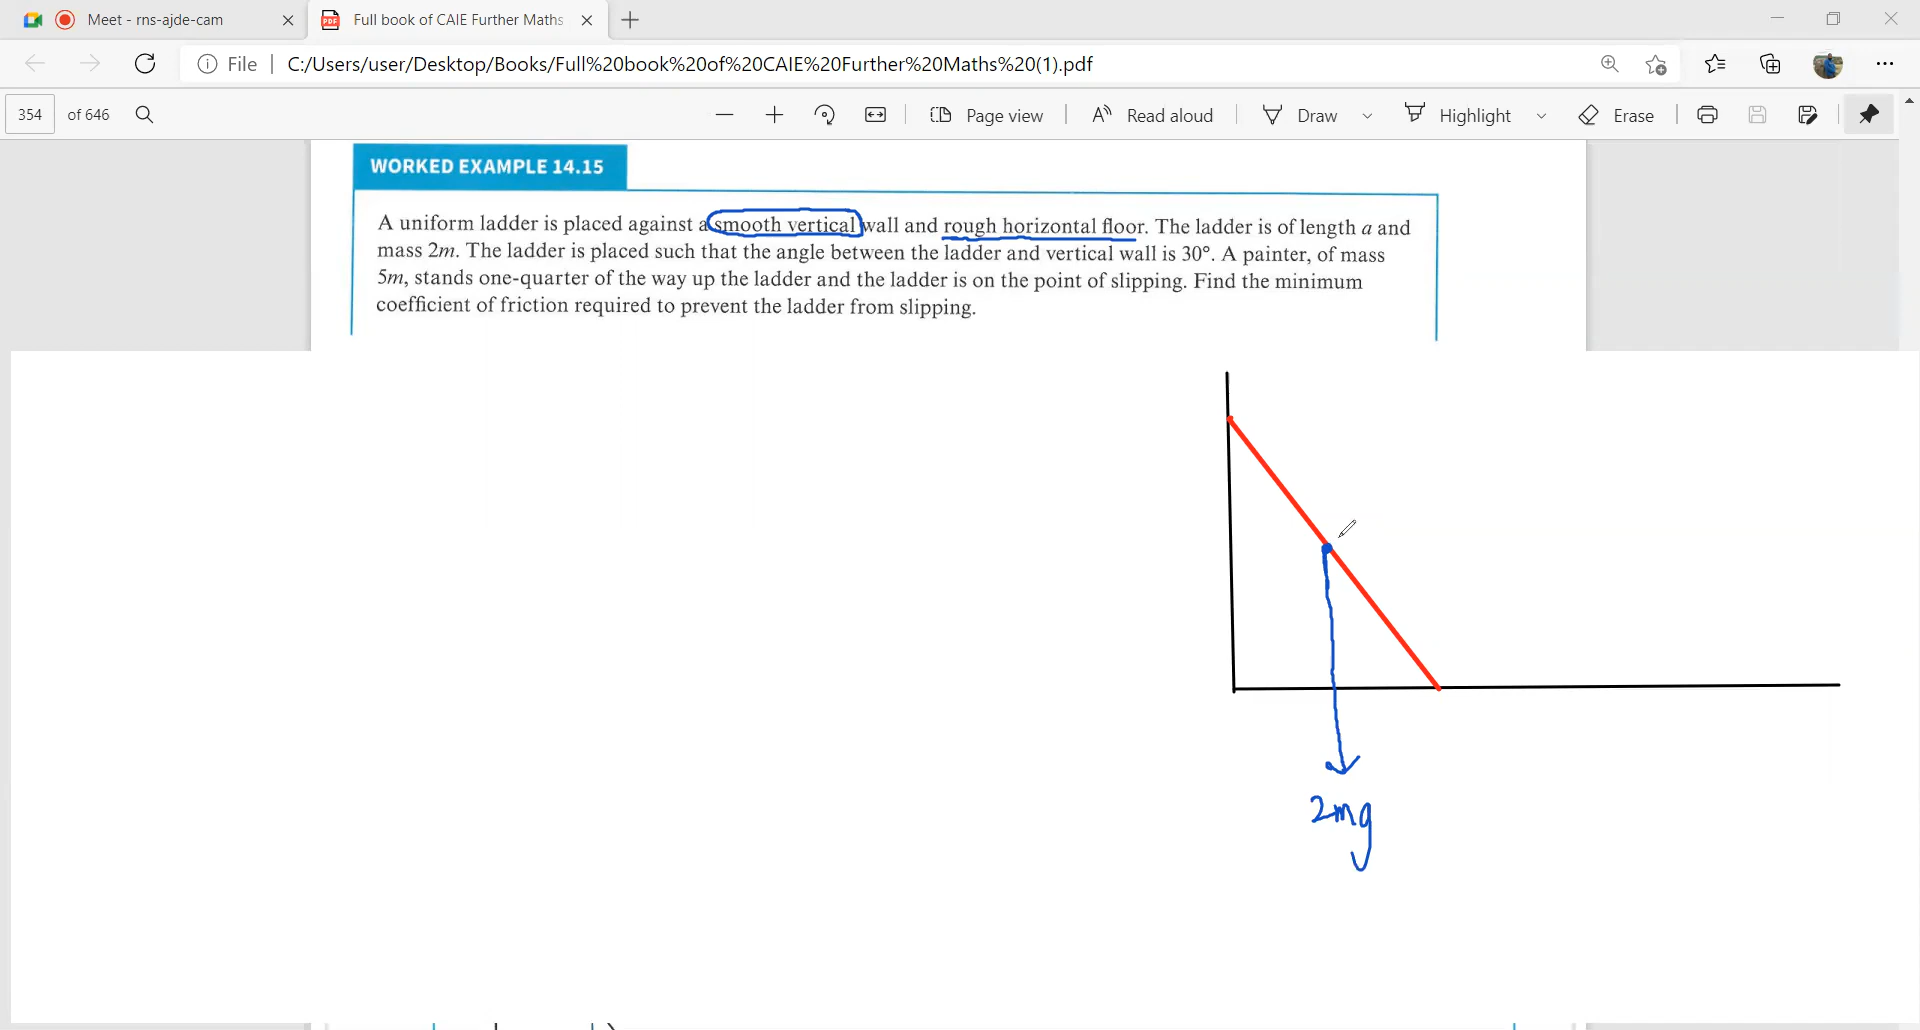 Meet - rns-ajde-cam
Full book of CAIE Further Maths
File
C:/Users/user/Desktop/Books/Full%20book%20of%20CAIE%20Further%20Maths%20(1).pdf
354 of 646
Page view
Read aloud
Draw
Highlight
Erase
WORKED EXAMPLE 14.15
A uniform ladder is placed against a smooth vertical wall and rough horizontal floor. The ladder is of length a and
mass 2m. The ladder is placed such that the angle between the ladder and vertical wall is 30°. A painter, of mass
5m, stands one-quarter of the way up the ladder and the ladder is on the point of slipping. Find the minimum
coefficient of friction required to prevent the ladder from slipping.
2mg